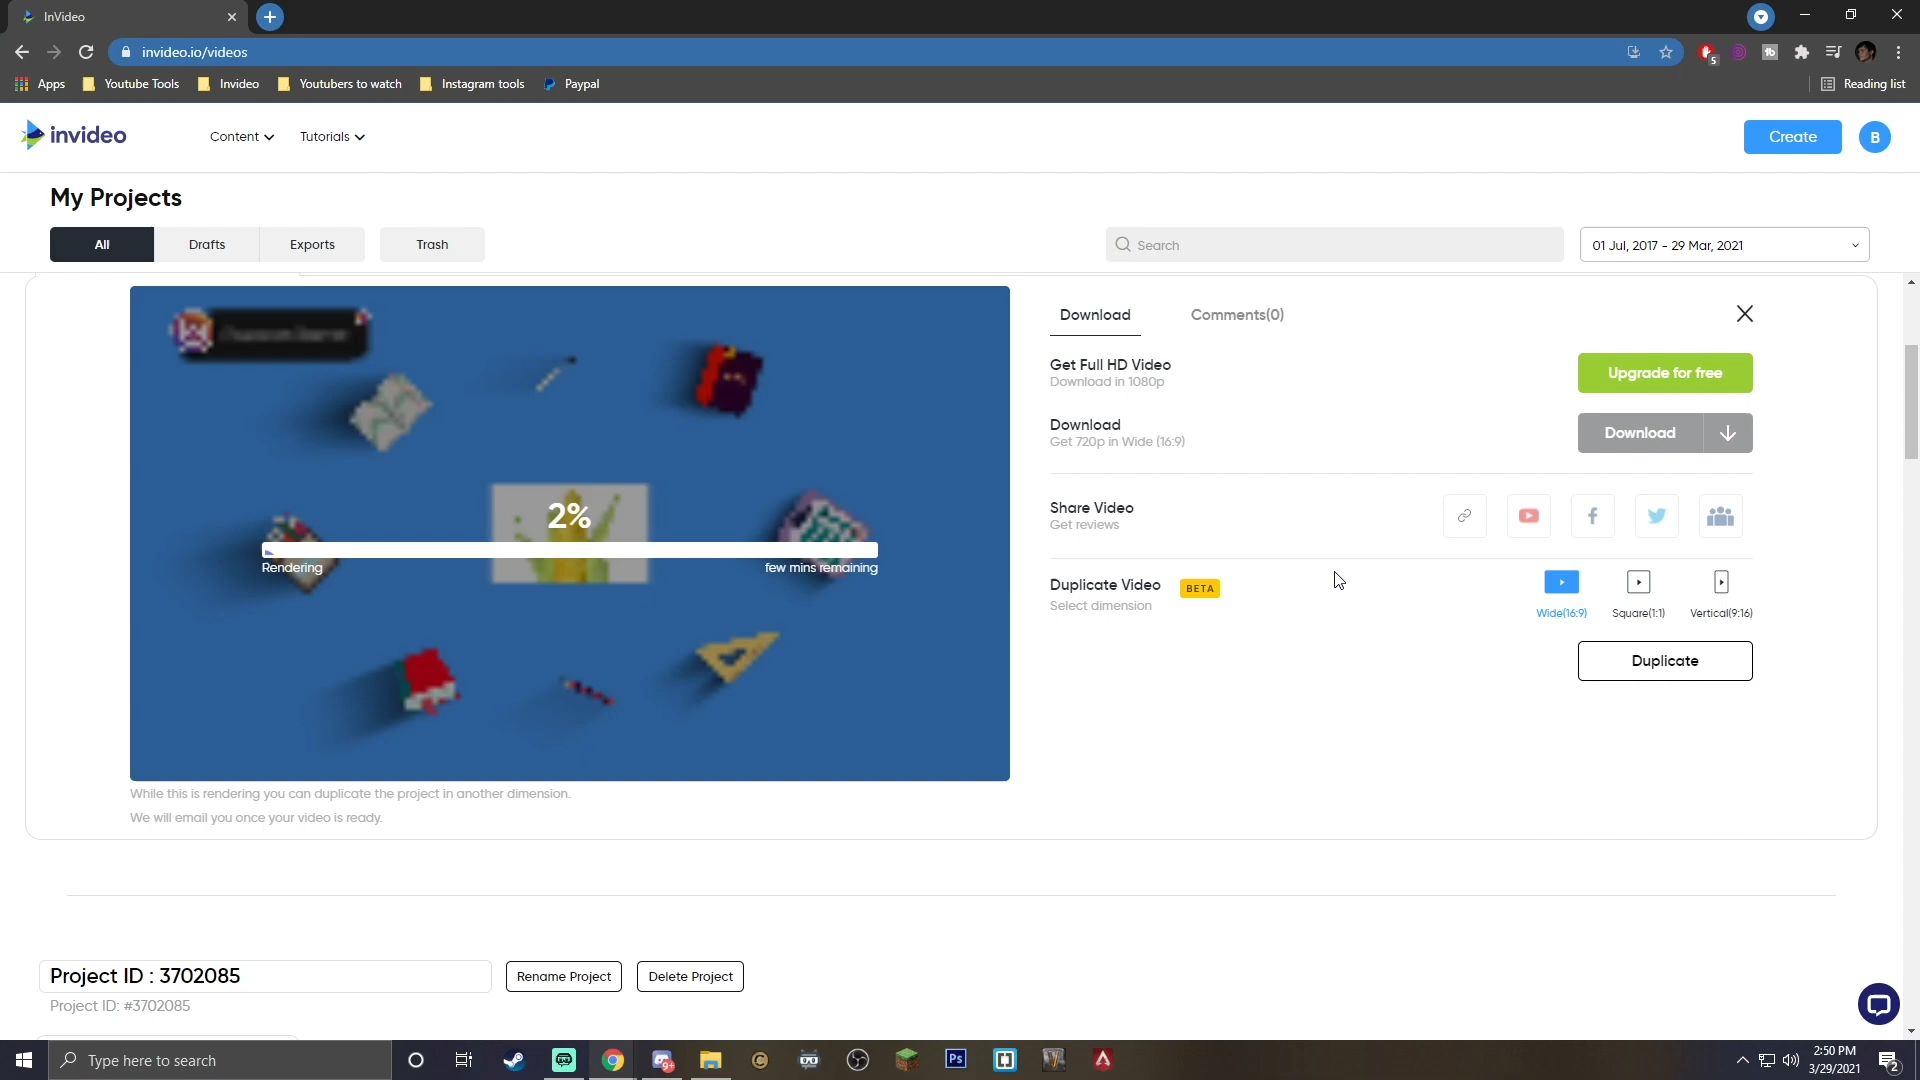 InVideo
invideo.io/videos
5
Apps
Youtube Tools
Invideo
Youtubers to watch
Instagram tools
Paypal
Reading list
invideo
Content
Tutorials
Create
B
My Projects
All
Drafts
Exports
Trash
Search
01 Jul, 2017 - 29 Mar, 2021
Download
Comments(0)
Get Full HD Video
Download in 1080p
Upgrade for free
Download
Get 720p in Wide (16:9)
Download
2%
Rendering
few mins remaining
Share Video
Get reviews
Duplicate Video
BETA
Select dimension
Wide(16:9)
Square(1:1)
Vertical(9:16)
Duplicate
While this is rendering you can duplicate the project in another dimension.
We will email you once your video is ready.
Project ID : 3702085
Rename Project
Delete Project
Project ID: #3702085
Type here to search
9+
Ps
2:50 PM
3/29/2021
2